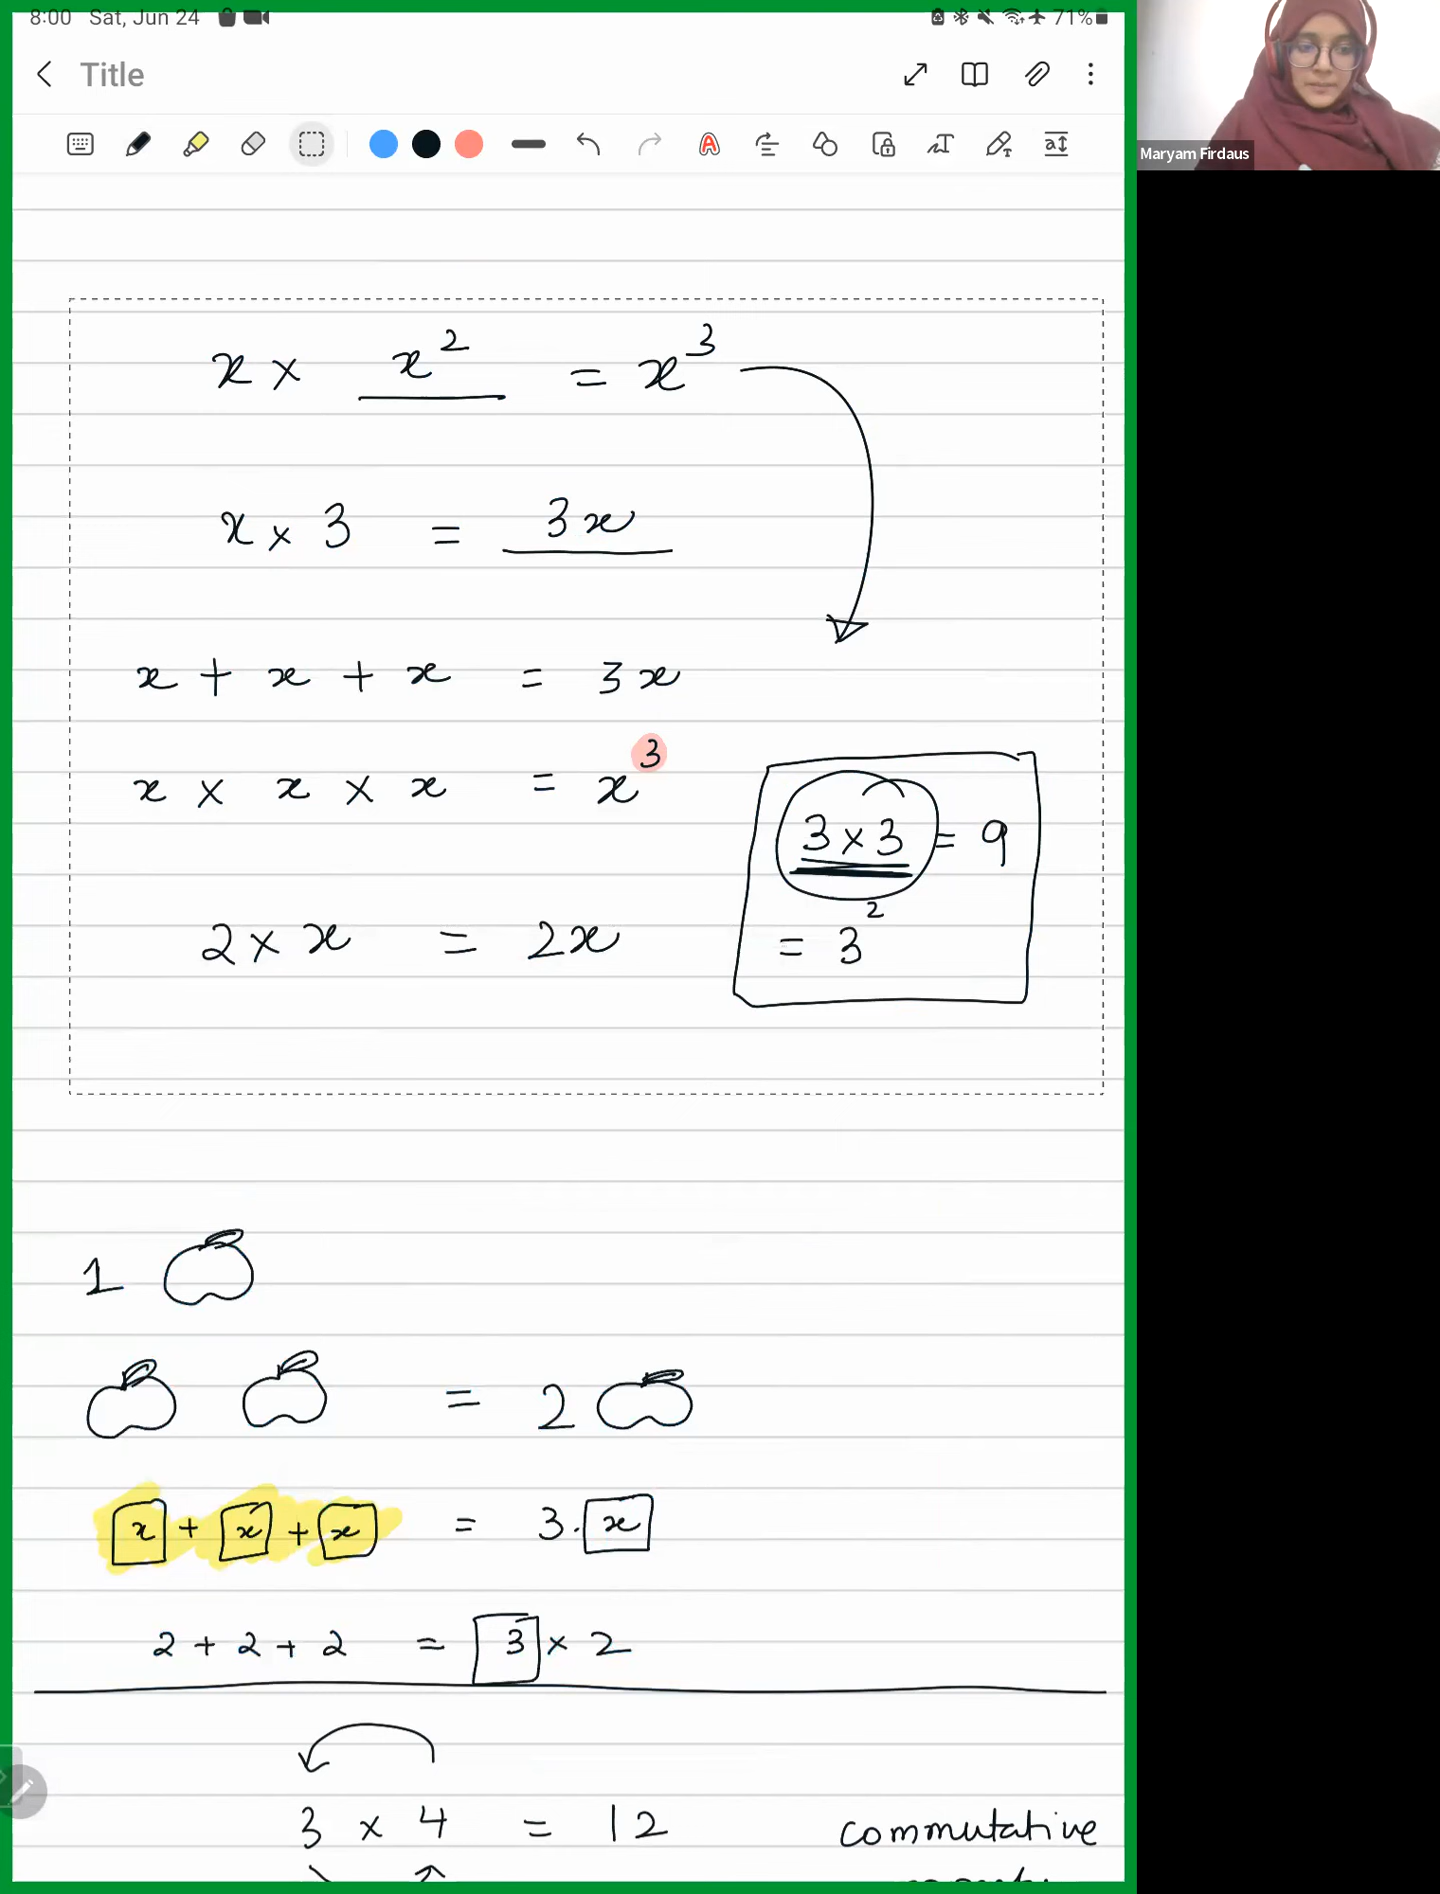 8:00 Sat, Jun 24 71%
Title
Maryam Firdaus
x × x² = x³
x × 3 = 3x
x + x + x = 3x
x × x × x = x³
3 × 3 = 9
= 3²
2 × x = 2x
1
= 2
x + x + x = 3 · x
2 + 2 + 2 = 3 × 2
3 × 4 = 12 commutative